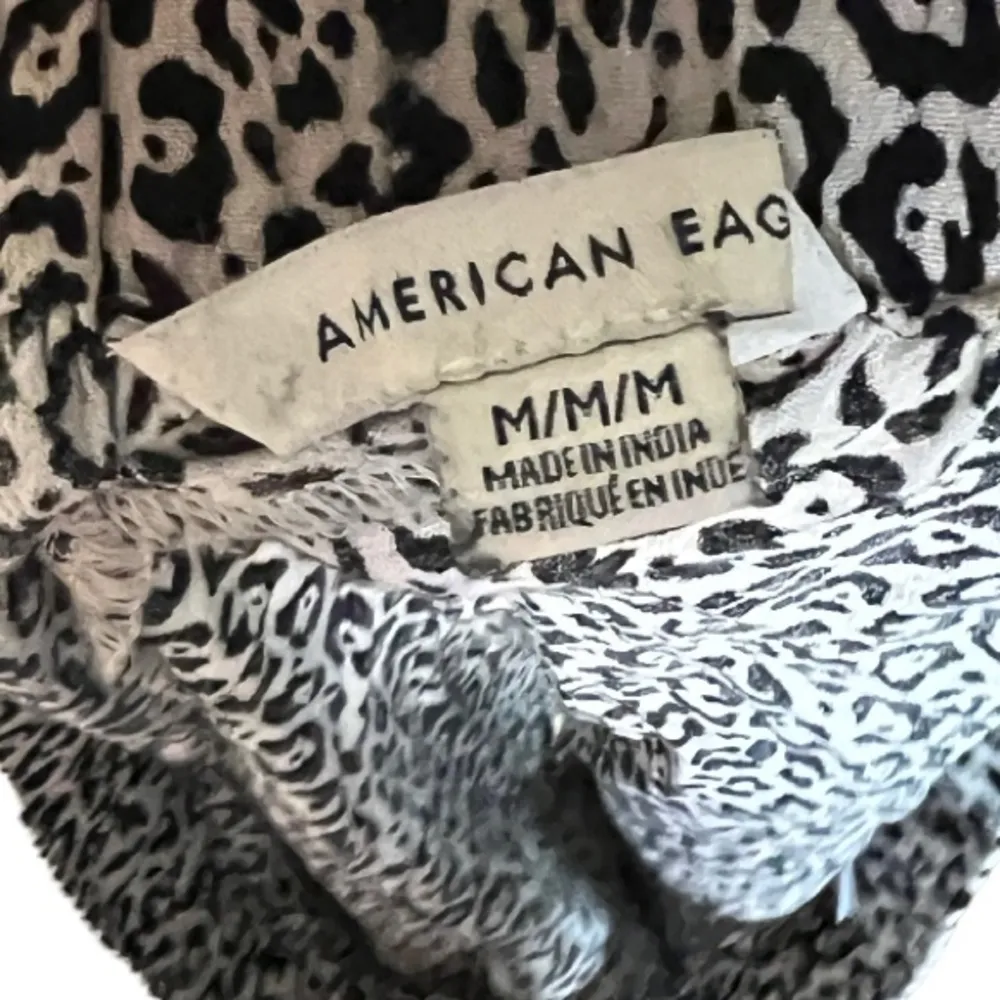 AMERICAN EAG
M/M/M
MADE IN INDIA
FABRIQUÉ EN INDE